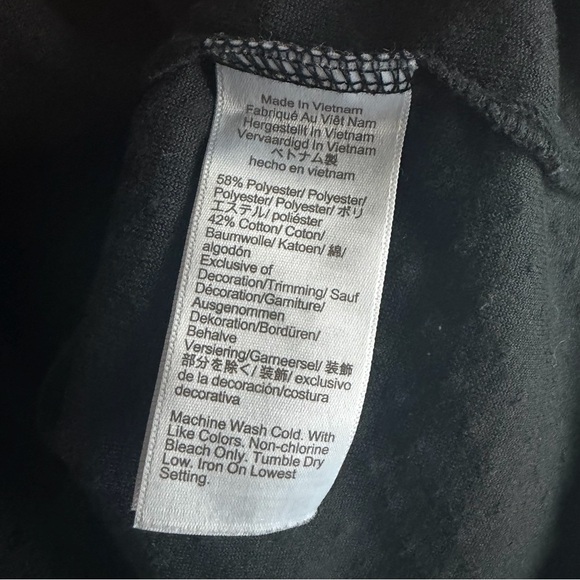 Made In Vietnam
Fabriqué Au Việt Nam
Hergestellt In Vietnam
Vervaardigd In Vietnam
ベトナム製
hecho en vietnam
58% Polyester/ Polyester/
Polyester/ Polyester/ ポリ
エステル/ poliéster
42% Cotton/ Coton/
Baumwolle/ Katoen/ 綿/
algodón
Exclusive of
Decoration/Trimming/ Sauf
Décoration/Garniture/
Ausgenommen
Dekoration/Bordüren/
Behalve
Versiering/Garneersel/ 装飾
部分を除く/ 装飾/ exclusivo
de la decoración/costura
decorativa
Machine Wash Cold. With
Like Colors. Non-chlorine
Bleach Only. Tumble Dry
Low. Iron On Lowest
Setting.